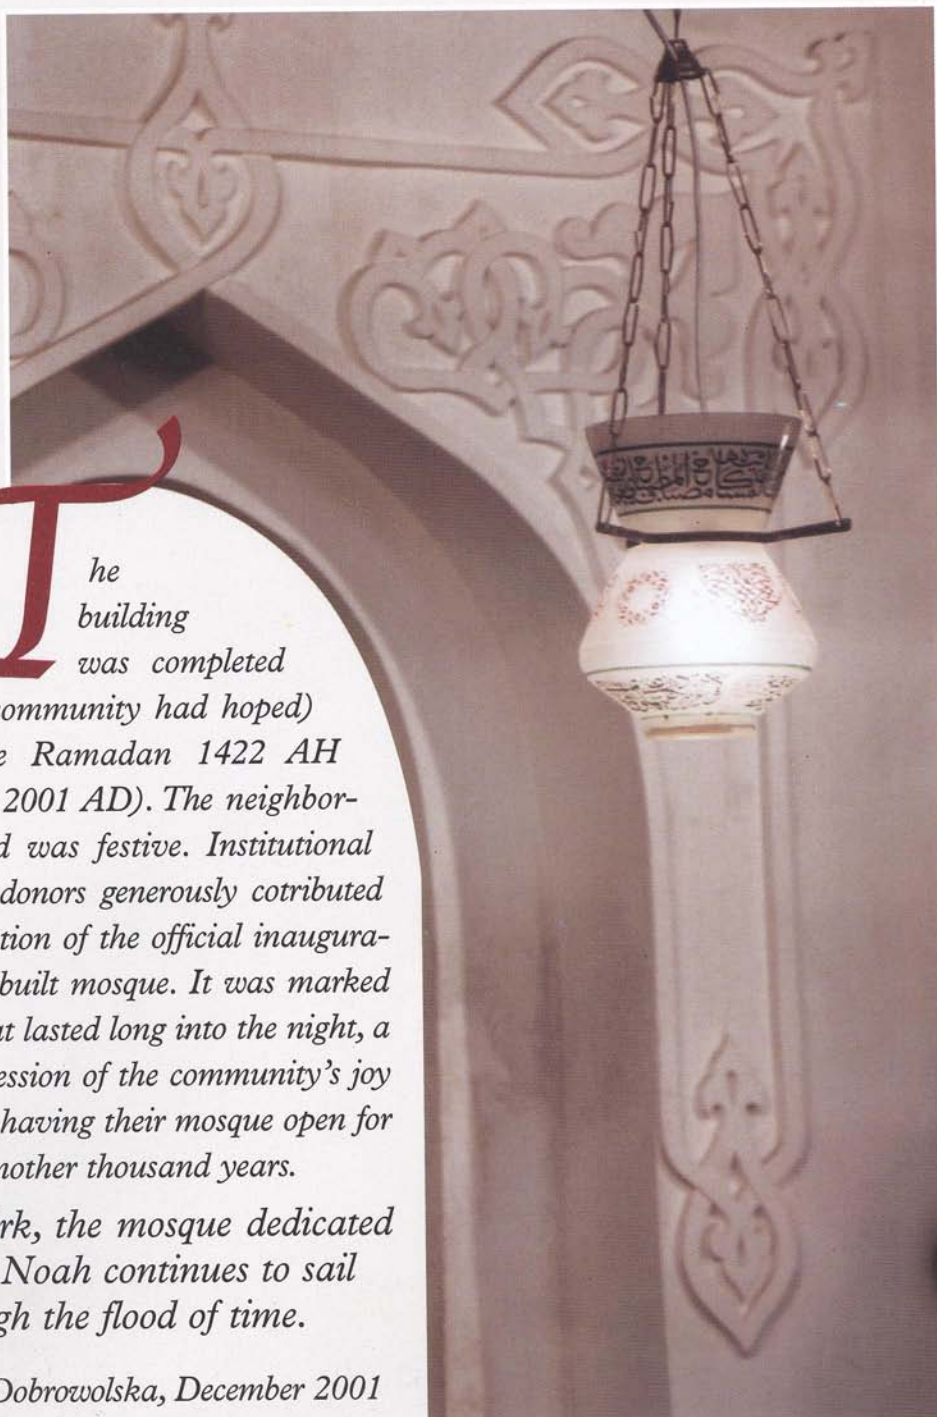 The
building
was completed
community had hoped)
e Ramadan 1422 AH
2001 AD). The neighbor-
d was festive. Institutional
donors generously cotributed
tion of the official inaugura-
built mosque. It was marked
at lasted long into the night, a
ession of the community's joy
having their mosque open for
nother thousand years.
rk, the mosque dedicated
Noah continues to sail
gh the flood of time.
Dobrowolska, December 2001